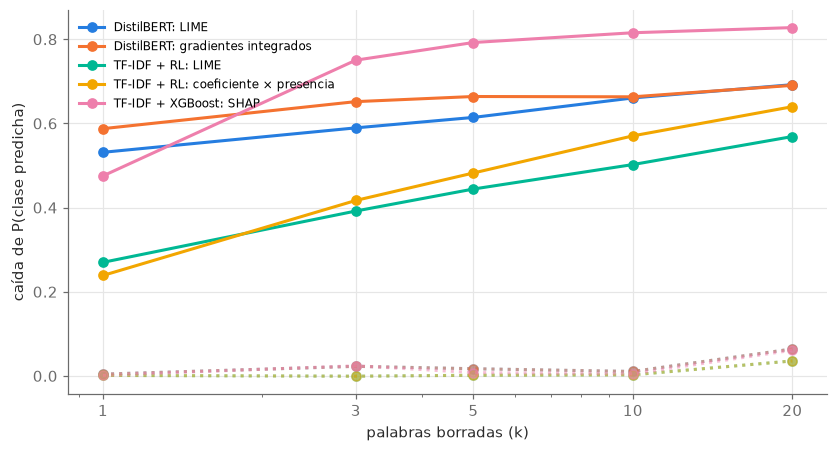 DistilBERT: LIME
DistilBERT: gradientes integrados
TF-IDF + RL: LIME
TF-IDF + RL: coeficiente × presencia
TF-IDF + XGBoost: SHAP
caída de P(clase predicha)
0.8
0.6
0.4
0.2
0.0
1 3 5 10 20
palabras borradas (k)